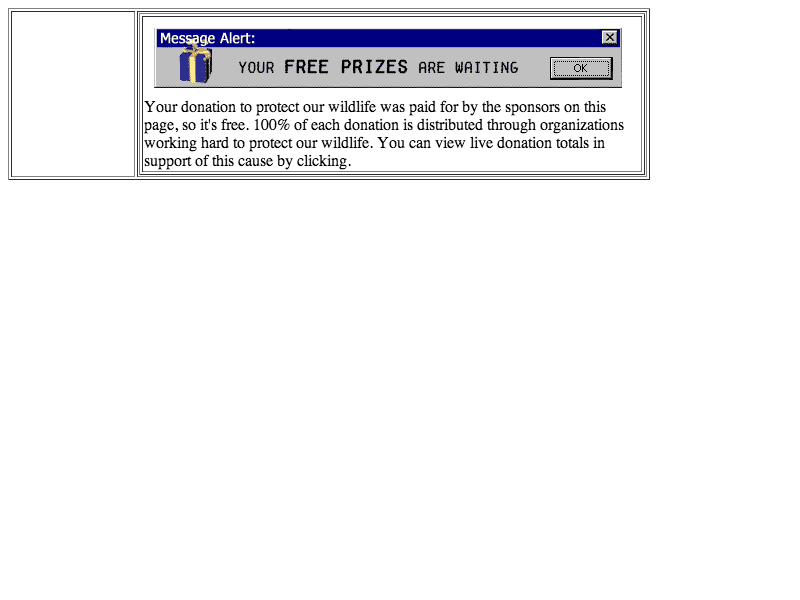 Message Alert:
YOUR FREE PRIZES ARE WAITING
OK
Your donation to protect our wildlife was paid for by the sponsors on this
page, so it's free. 100% of each donation is distributed through organizations
working hard to protect our wildlife. You can view live donation totals in
support of this cause by clicking.